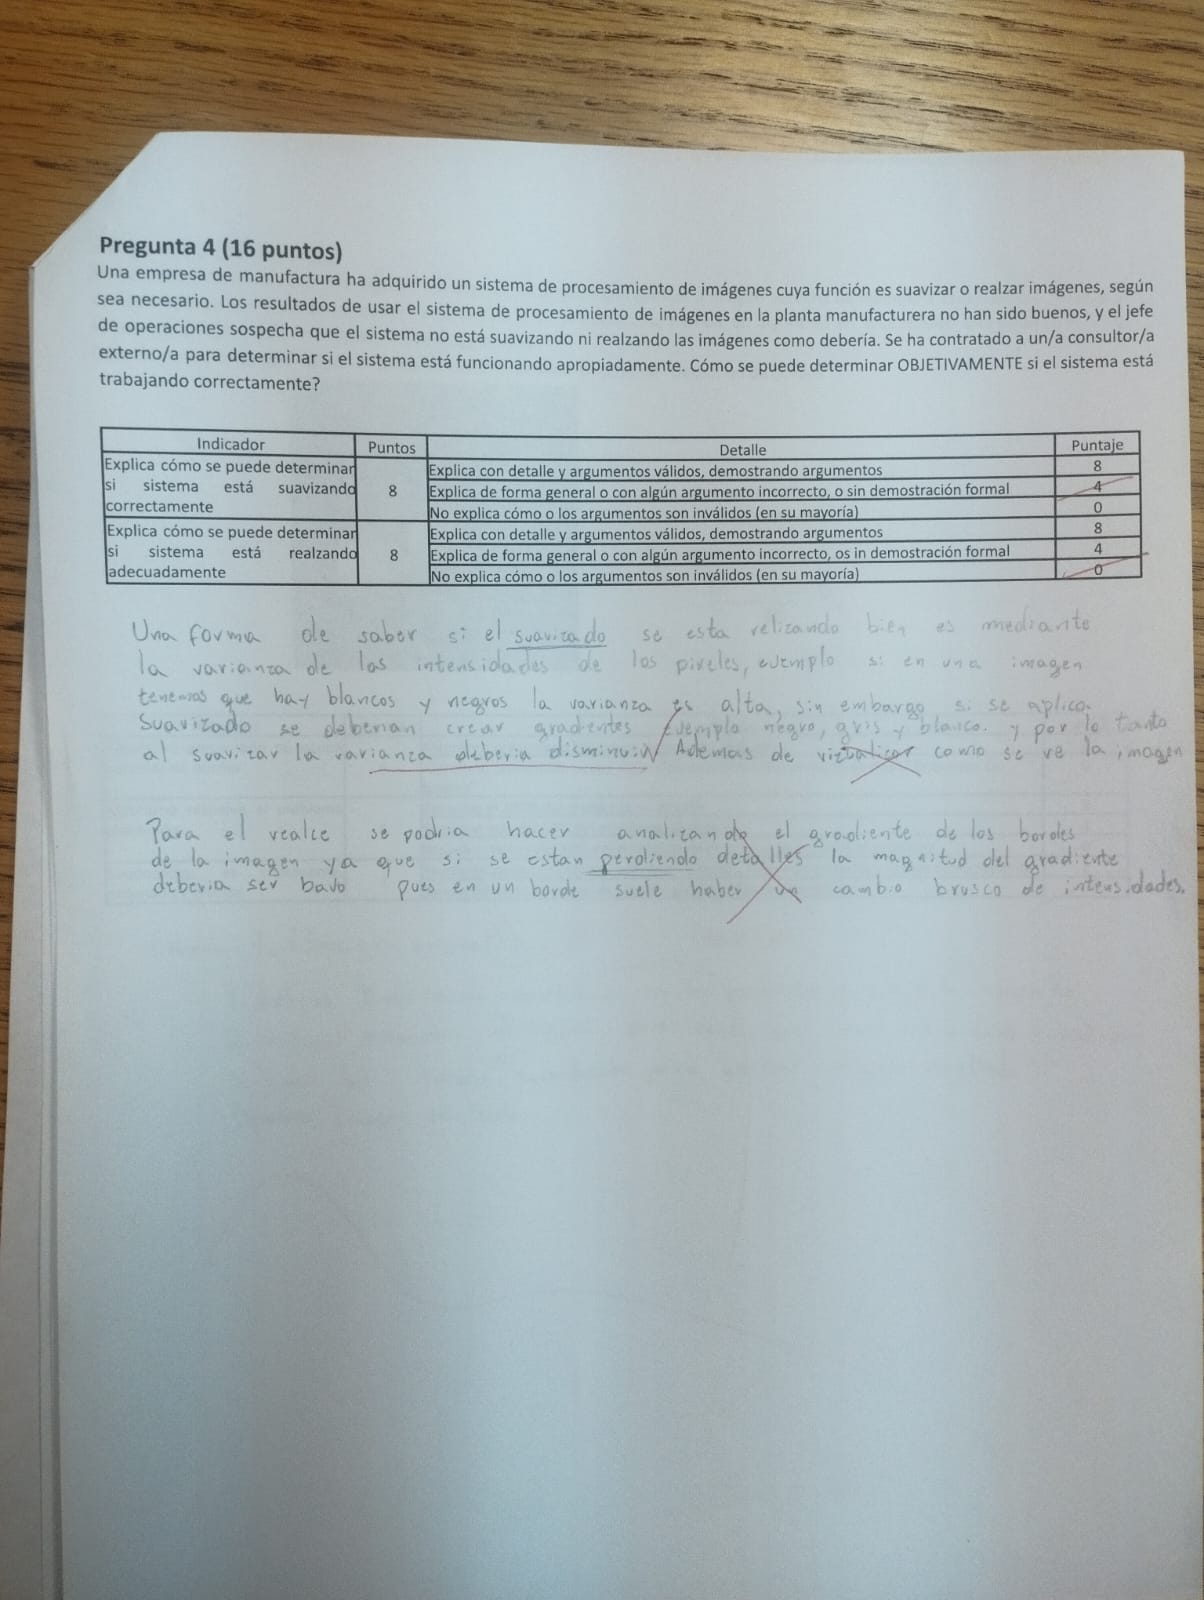 Pregunta 4 (16 puntos)
Una empresa de manufactura ha adquirido un sistema de procesamiento de imágenes cuya función es suavizar o realzar imágenes, según
sea necesario. Los resultados de usar el sistema de procesamiento de imágenes en la planta manufacturera no han sido buenos, y el jefe
de operaciones sospecha que el sistema no está suavizando ni realzando las imágenes como debería. Se ha contratado a un/a consultor/a
externo/a para determinar si el sistema está funcionando apropiadamente. Cómo se puede determinar OBJETIVAMENTE si el sistema está
trabajando correctamente?
Indicador Puntos Detalle Puntaje
Explica cómo se puede determinar
si sistema está suavizando
correctamente
8
Explica con detalle y argumentos válidos, demostrando argumentos 8
Explica de forma general o con algún argumento incorrecto, o sin demostración formal 4
No explica cómo o los argumentos son inválidos (en su mayoría) 0
Explica cómo se puede determinar
si sistema está realzando
adecuadamente
8
Explica con detalle y argumentos válidos, demostrando argumentos 8
Explica de forma general o con algún argumento incorrecto, os in demostración formal 4
No explica cómo o los argumentos son inválidos (en su mayoría) 0
Una forma de saber si el suavizado se esta relizando bien es mediante
la varianza de las intensidades de los pixeles, ejemplo si en una imagen
tenemos que hay blancos y negros la varianza es alta, sin embargo si se aplica
suavizado se deberian crear gradientes ejemplo negro, gris y blanco. y por lo tanto
al suavizar la varianza deberia disminuir Ademas de como se ve la imagen
Para el realce se podria hacer analizando el gradiente de los bordes
de la imagen ya que si se estan perdiendo detalles la magnitud del gradiente
deberia ser bajo pues en un borde suele haber un cambio brusco de intensidades.